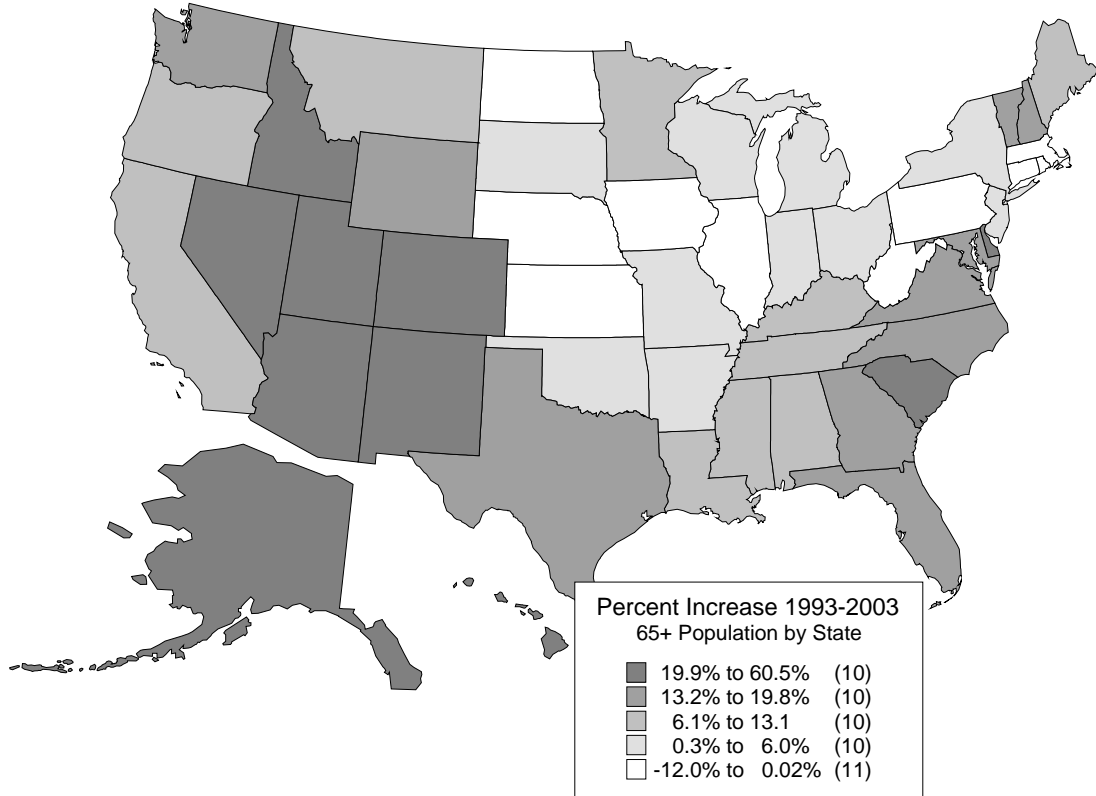 Percent Increase 1993-2003
65+ Population by State
19.9% to 60.5% (10)
13.2% to 19.8% (10)
6.1% to 13.1 (10)
0.3% to 6.0% (10)
-12.0% to 0.02% (11)